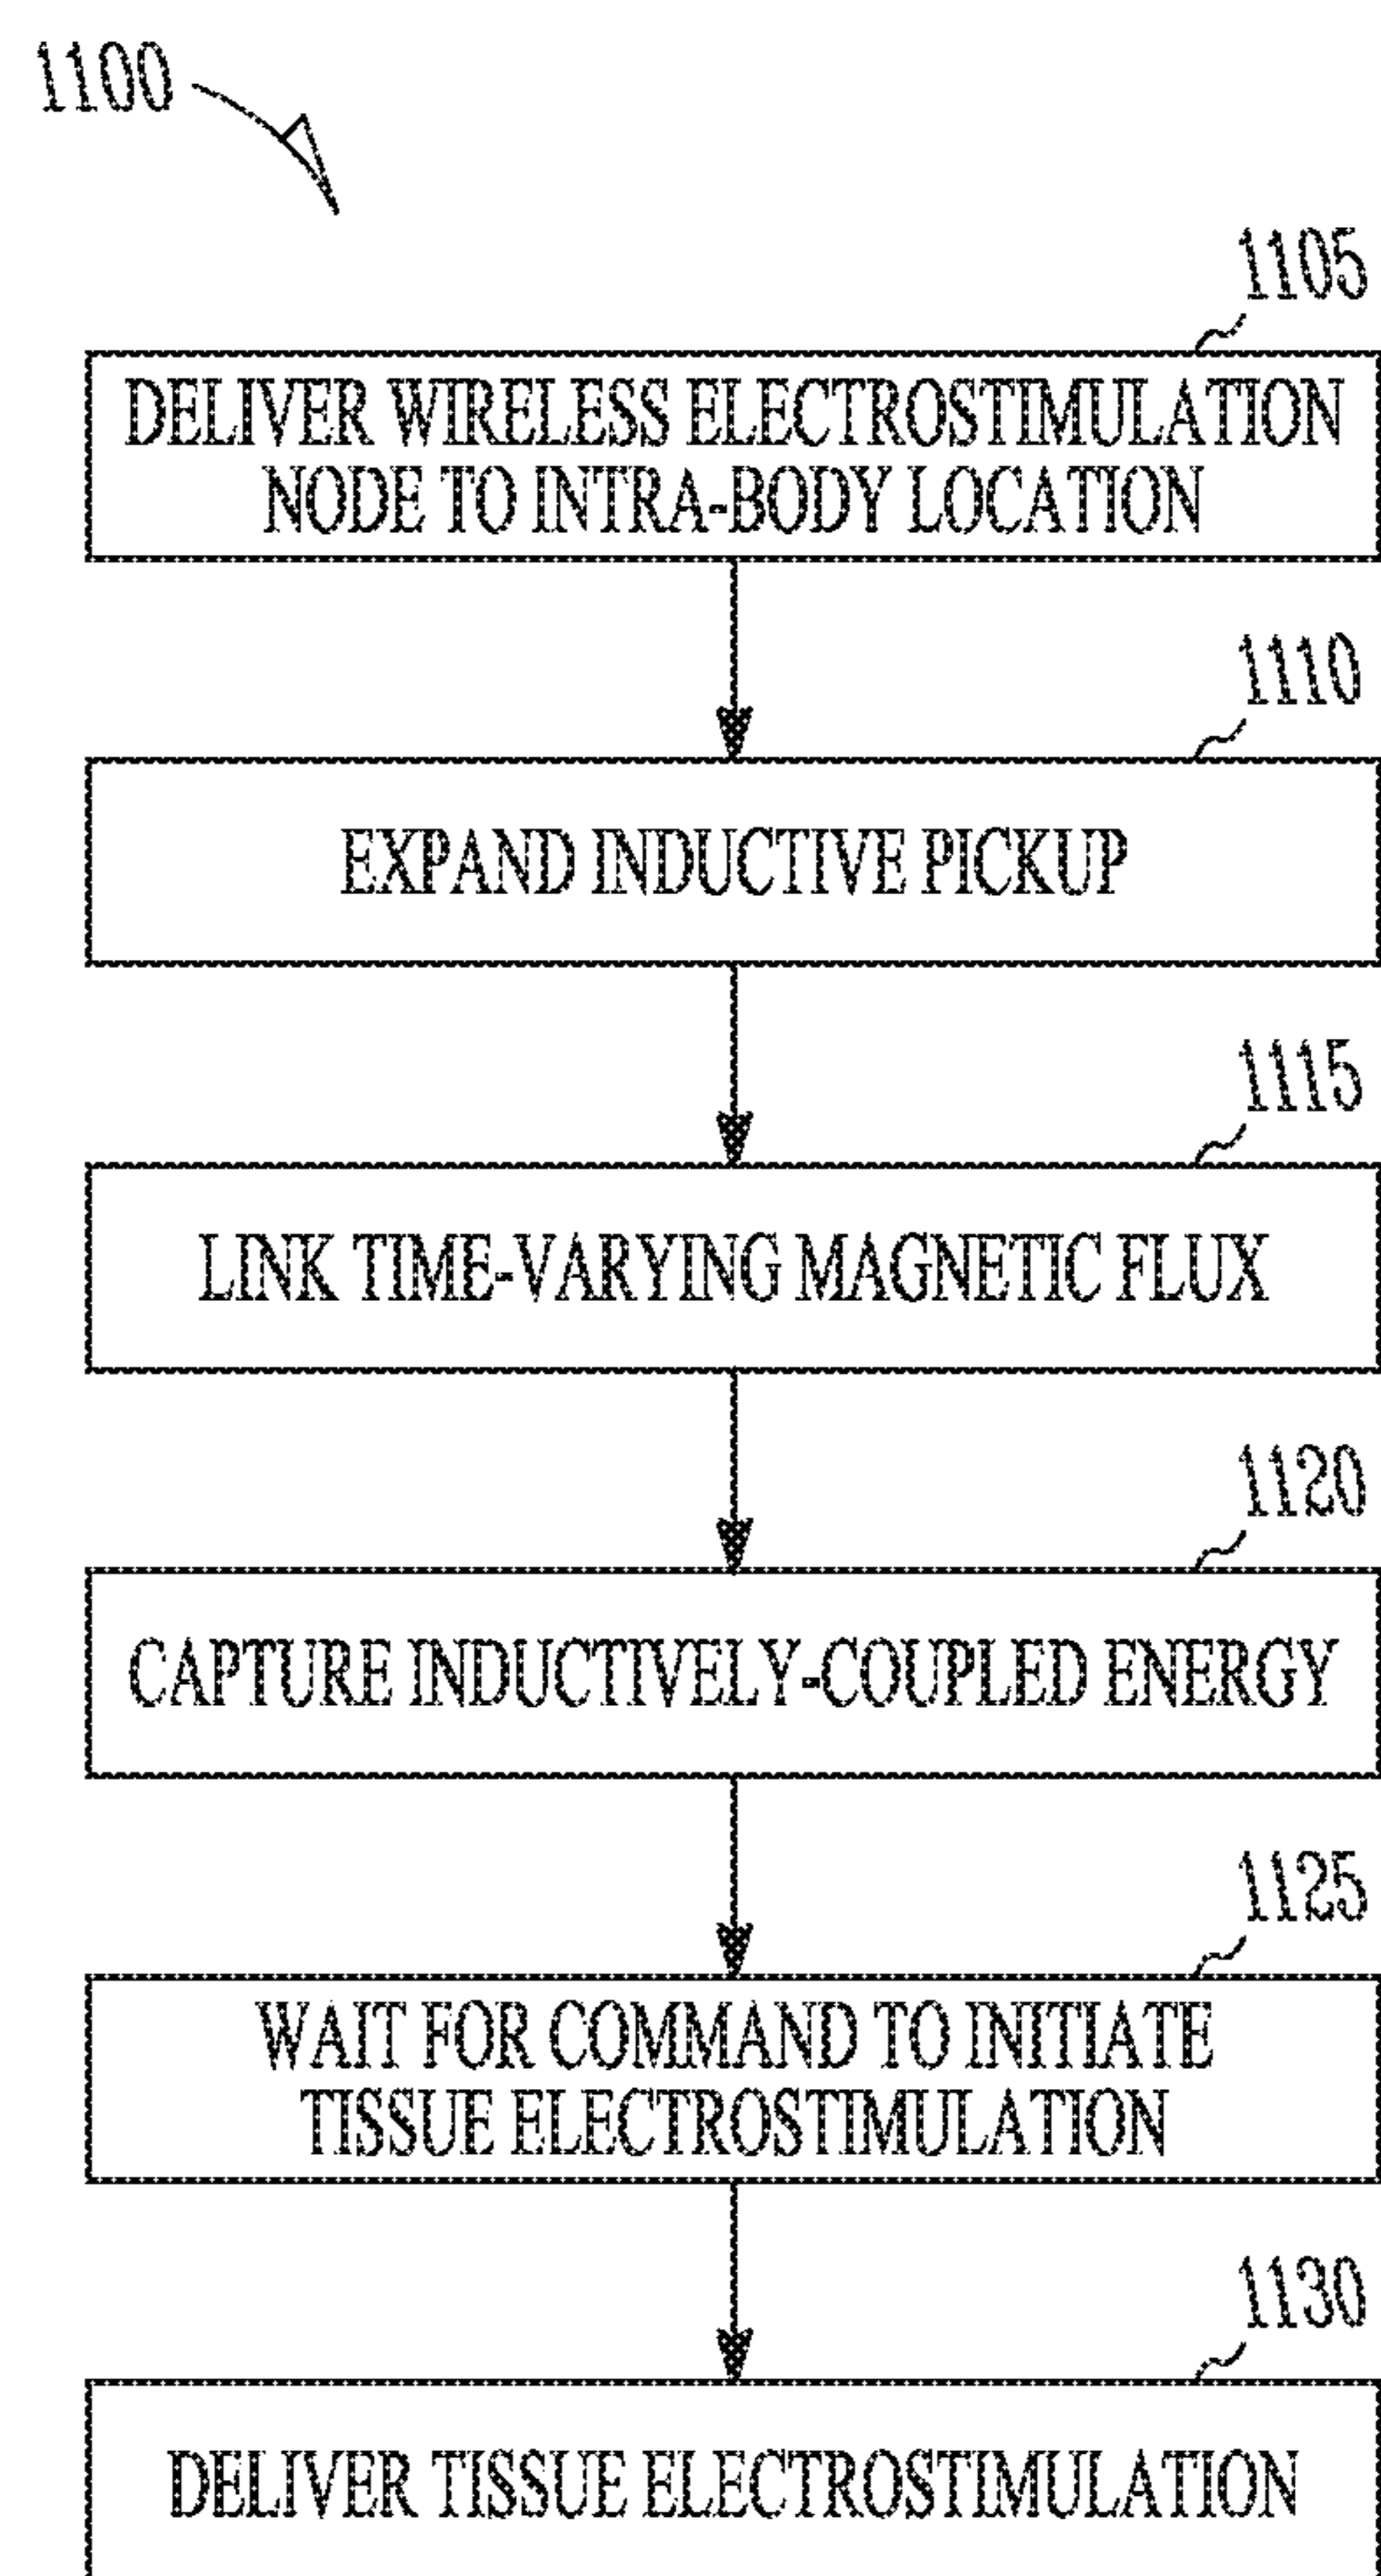 1100
1105
DELIVER WIRELESS ELECTROSTIMULATION
NODE TO INTRA-BODY LOCATION
1110
EXPAND INDUCTIVE PICKUP
1115
LINK TIME-VARYING MAGNETIC FLUX
1120
CAPTURE INDUCTIVELY-COUPLED ENERGY
1125
WAIT FOR COMMAND TO INITIATE
TISSUE ELECTROSTIMULATION
1130
DELIVER TISSUE ELECTROSTIMULATION